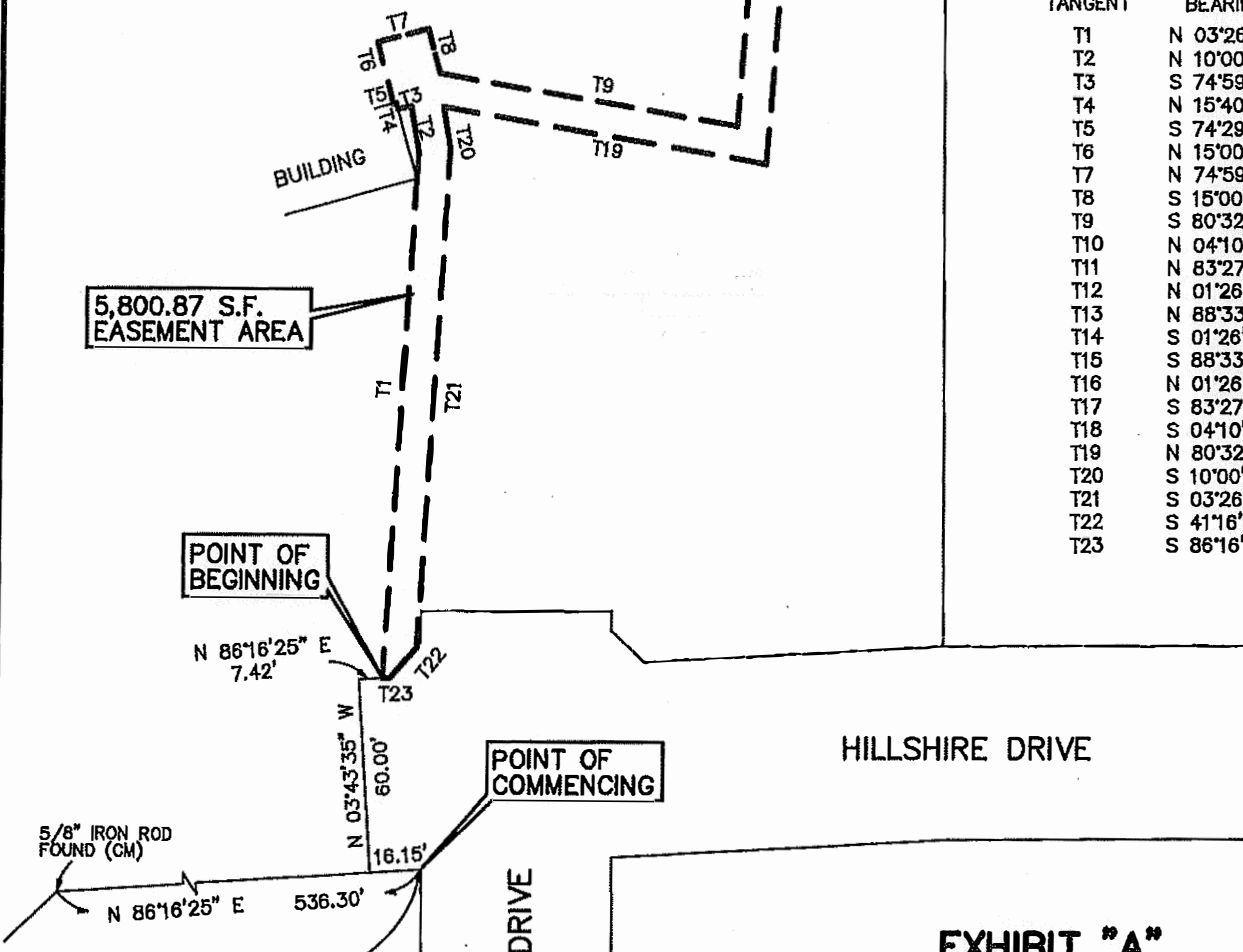 TANGENT
T1 N 03°26
T2 N 10°00
T3 S 74°59
T4 N 15°40
T5 S 74°29
T6 N 15°00
T7 N 74°59
T8 S 15°00
T9 S 80°32
T10 N 04°10
T11 N 83°27
T12 N 01°26
T13 N 88°33
T14 S 01°26'
T15 S 88°33
T16 N 01°26
T17 S 83°27
T18 S 04°10'
T19 N 80°32
T20 S 10°00'
T21 S 03°26
T22 S 41°16'
T23 S 86°16'
T7
T8
T6
T5
T3
T4
T2
T20
T9
T19
BUILDING
5,800.87 S.F.
EASEMENT AREA
T1
T21
POINT OF
BEGINNING
N 86°16'25" E
7.42'
T22
T23
N 03°43'35" W
60.00'
POINT OF
COMMENCING
HILLSHIRE DRIVE
5/8" IRON ROD
FOUND (CM)
16.15'
N 86°16'25" E
536.30'
DRIVE
EXHIBIT "A"